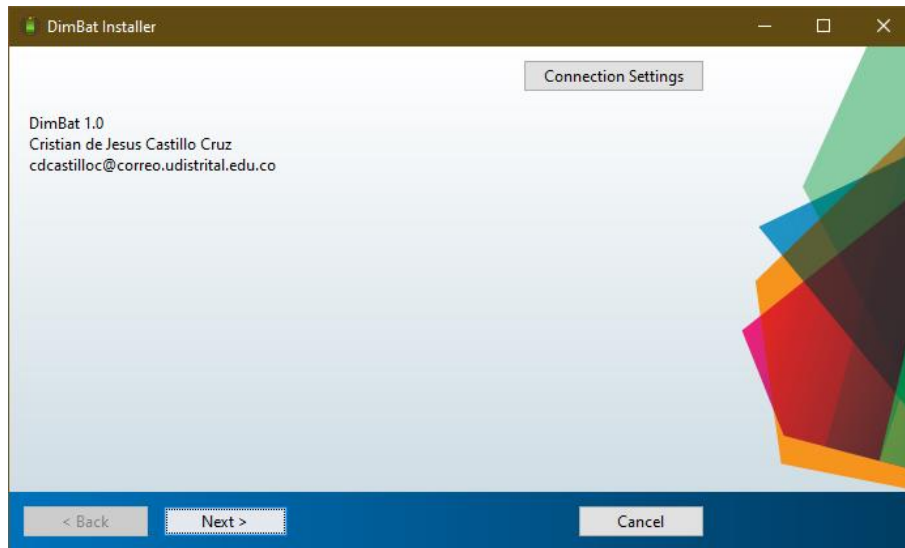 DimBat Installer
Connection Settings
DimBat 1.0
Cristian de Jesus Castillo Cruz
cdcastilloc@correo.udistrital.edu.co
< Back
Next >
Cancel